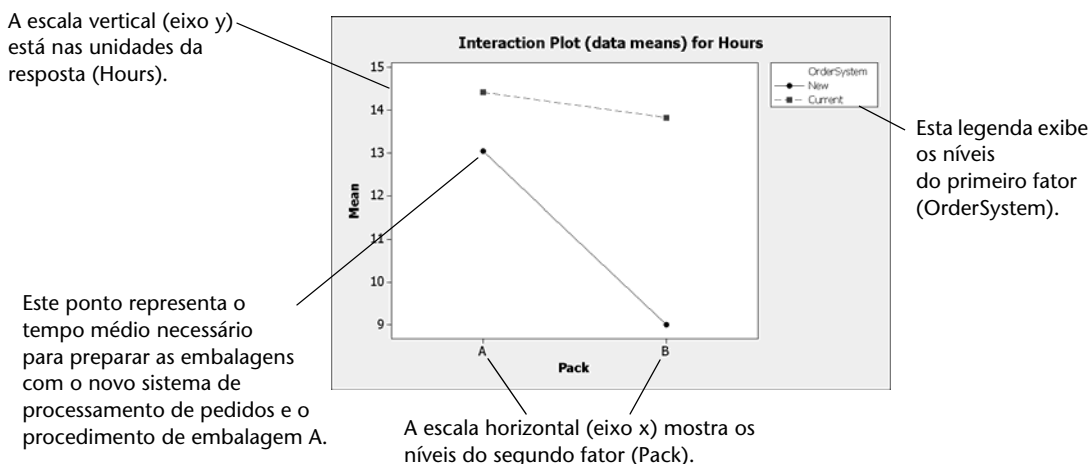 A escala vertical (eixo y)
está nas unidades da
resposta (Hours).
Interaction Plot (data means) for Hours
15
14
13
12
11
10
9
Mean
A
B
Pack
OrderSystem
New
Current
Esta legenda exibe
os níveis
do primeiro fator
(OrderSystem).
Este ponto representa o
tempo médio necessário
para preparar as embalagens
com o novo sistema de
processamento de pedidos e o
procedimento de embalagem A.
A escala horizontal (eixo x) mostra os
níveis do segundo fator (Pack).